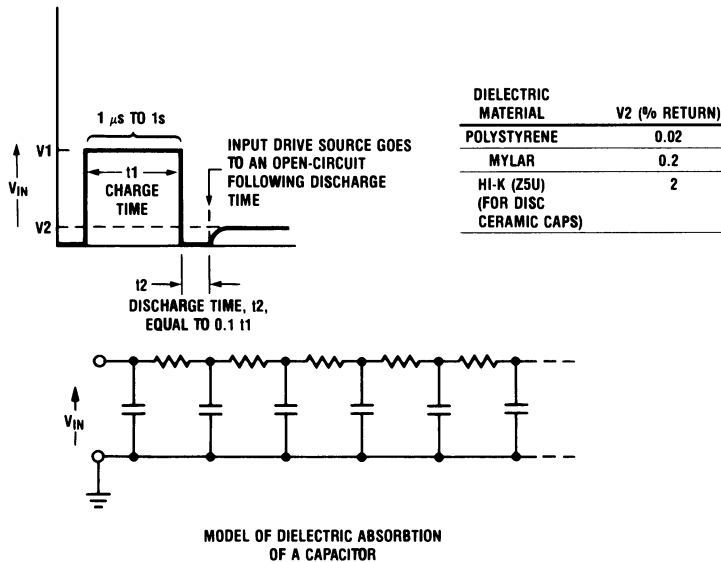 1 μs TO 1s
V1
t1
CHARGE
TIME
VIN
V2
INPUT DRIVE SOURCE GOES
TO AN OPEN-CIRCUIT
FOLLOWING DISCHARGE
TIME
t2
DISCHARGE TIME, t2,
EQUAL TO 0.1 t1
DIELECTRIC
MATERIAL V2 (% RETURN)
POLYSTYRENE 0.02
MYLAR 0.2
HI-K (Z5U) 2
(FOR DISC
CERAMIC CAPS)
VIN
MODEL OF DIELECTRIC ABSORBTION
OF A CAPACITOR